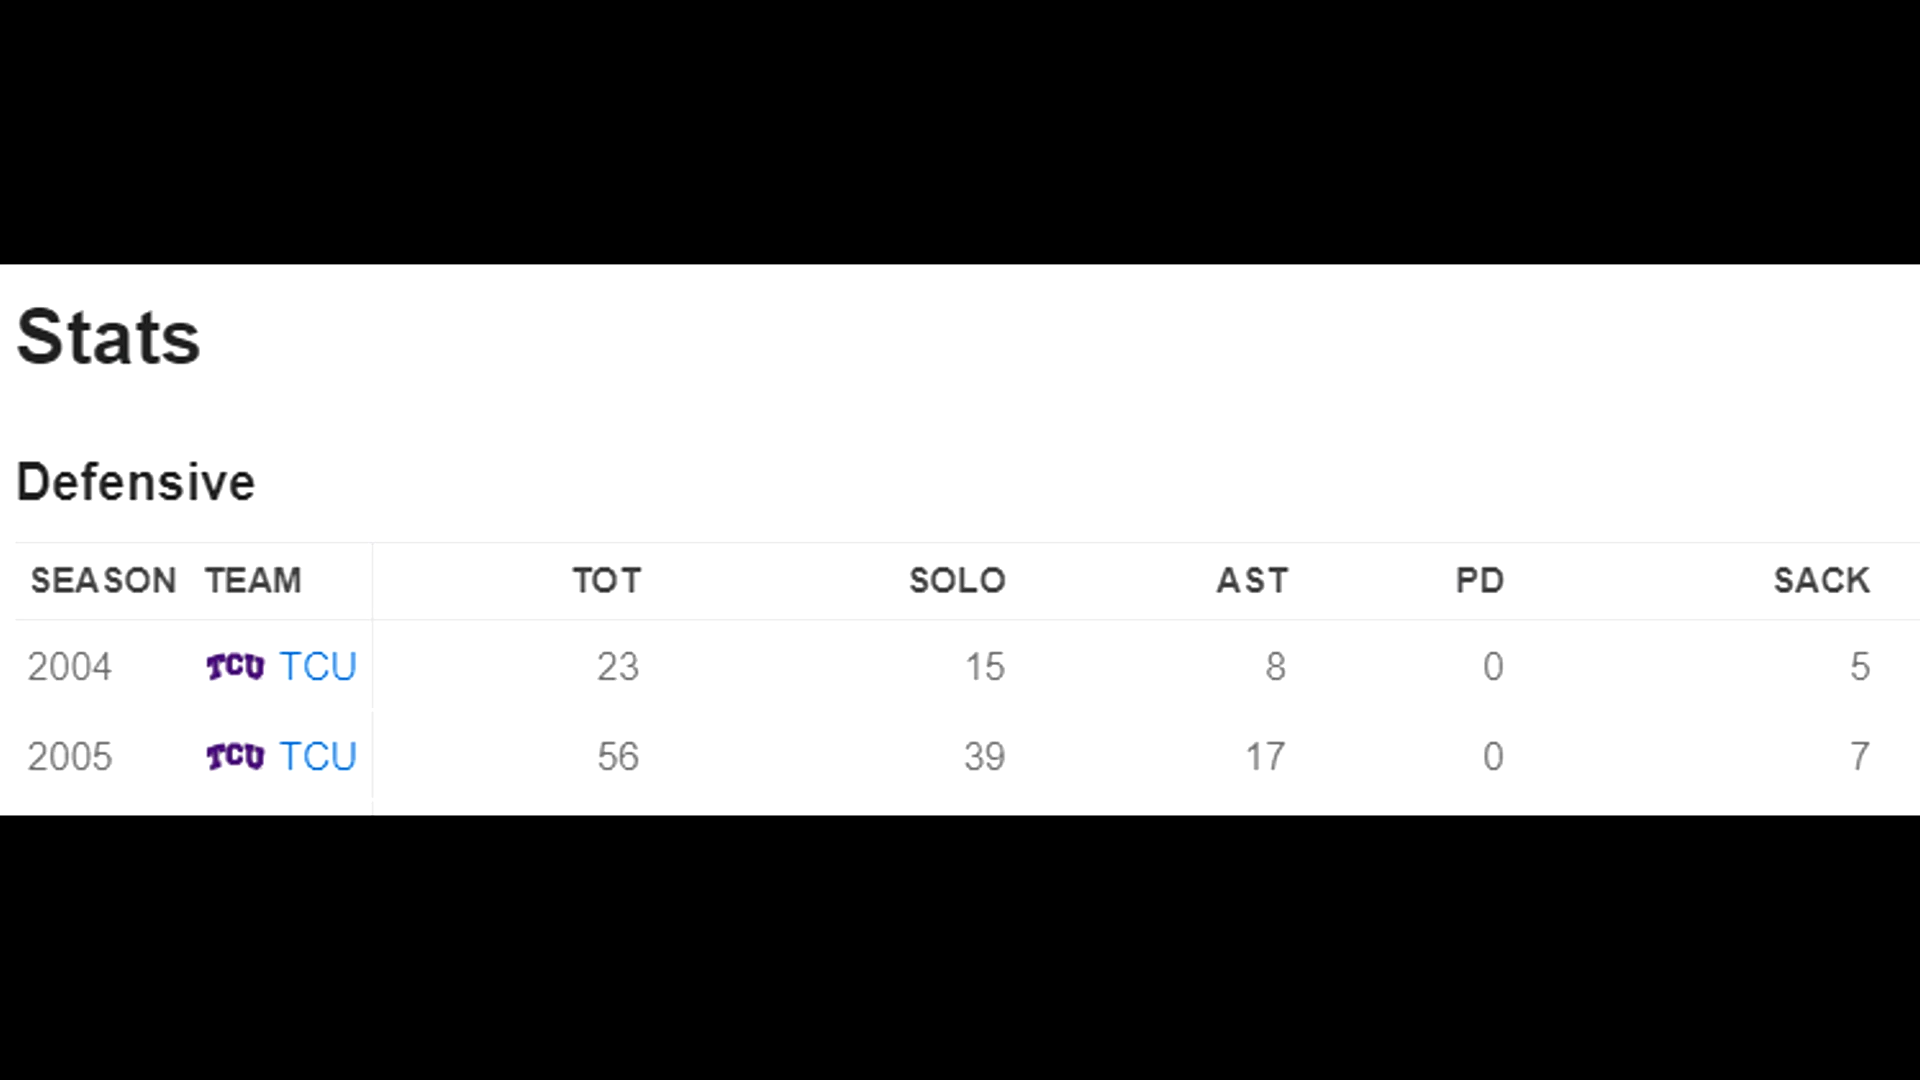 Stats
Defensive
SEASON TEAM TOT SOLO AST PD SACK
2004 TCU TCU 23 15 8 0 5
2005 TCU TCU 56 39 17 0 7